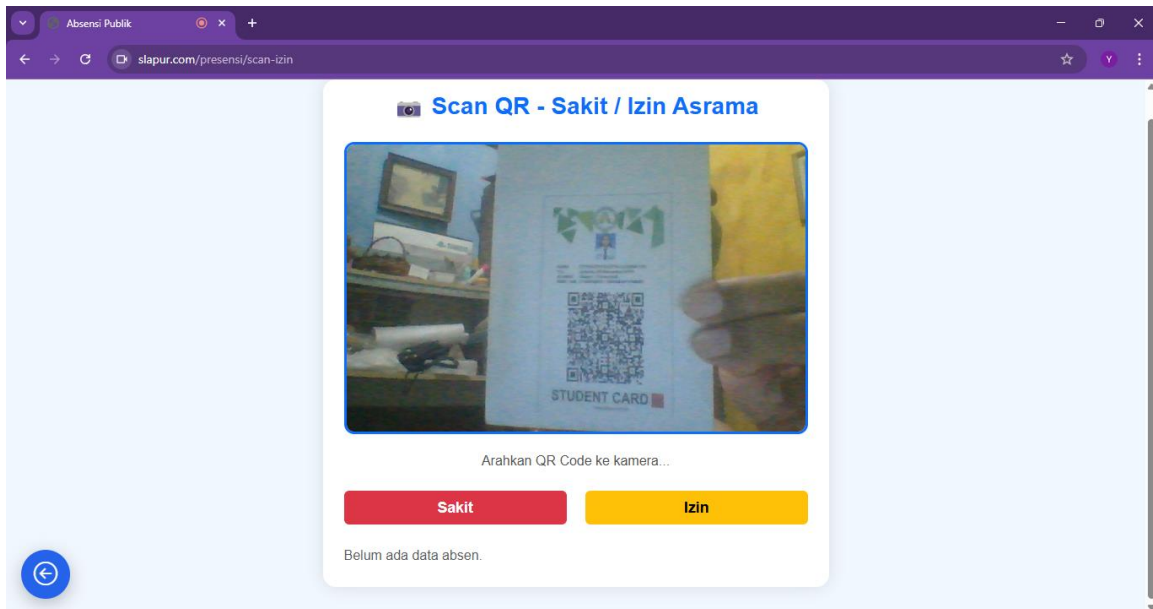 Absensi Publik
slapur.com/presensi/scan-izin
Y
Scan QR - Sakit / Izin Asrama
STUDENT CARD
Arahkan QR Code ke kamera...
Sakit
Izin
Belum ada data absen.